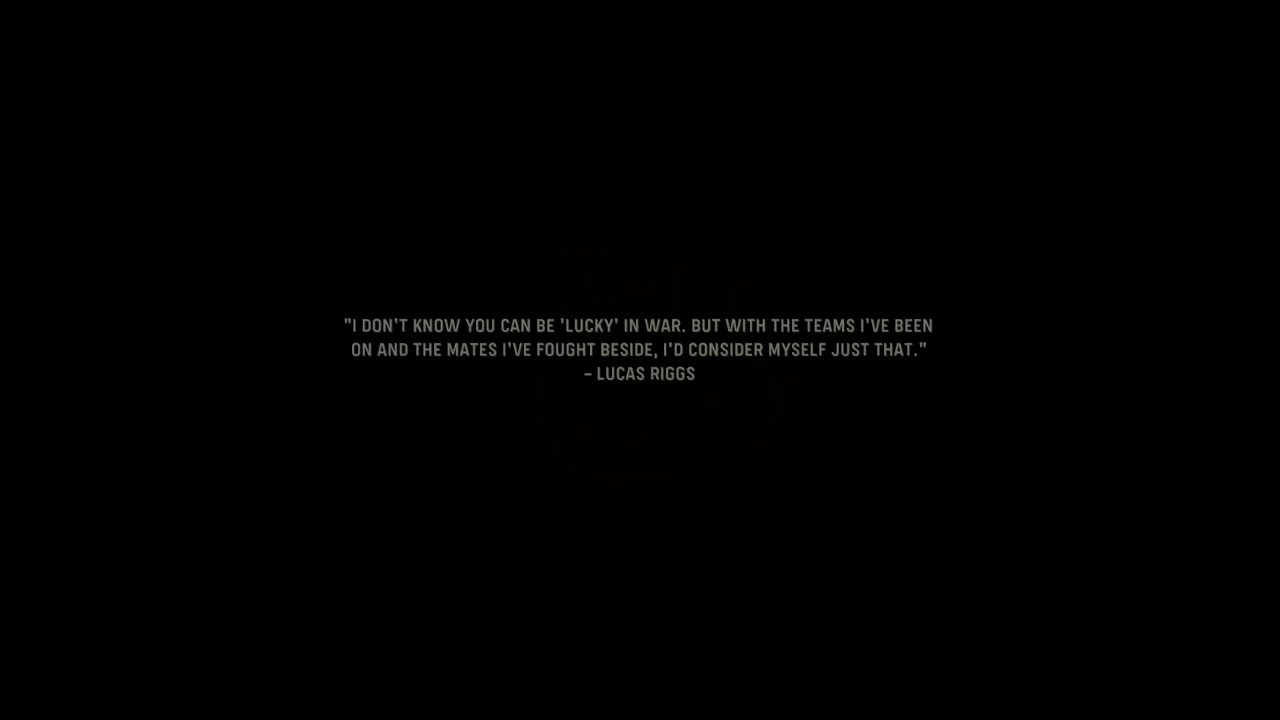 "I DON'T KNOW YOU CAN BE 'LUCKY' IN WAR. BUT WITH THE TEAMS I'VE BEEN
ON AND THE MATES I'VE FOUGHT BESIDE, I'D CONSIDER MYSELF JUST THAT."
– LUCAS RIGGS